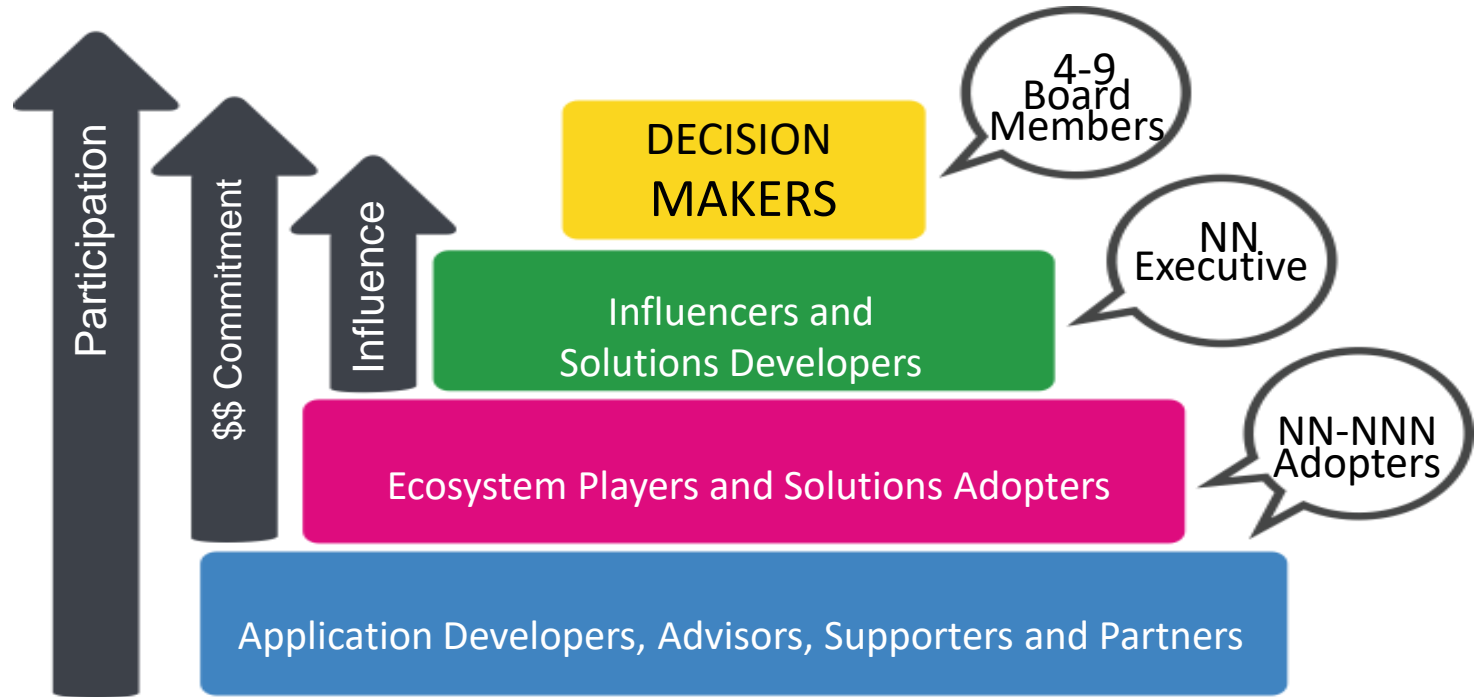 Participation
$$ Commitment
Influence
DECISION
MAKERS
4-9
Board
Members
Influencers and
Solutions Developers
NN
Executive
Ecosystem Players and Solutions Adopters
NN-NNN
Adopters
Application Developers, Advisors, Supporters and Partners